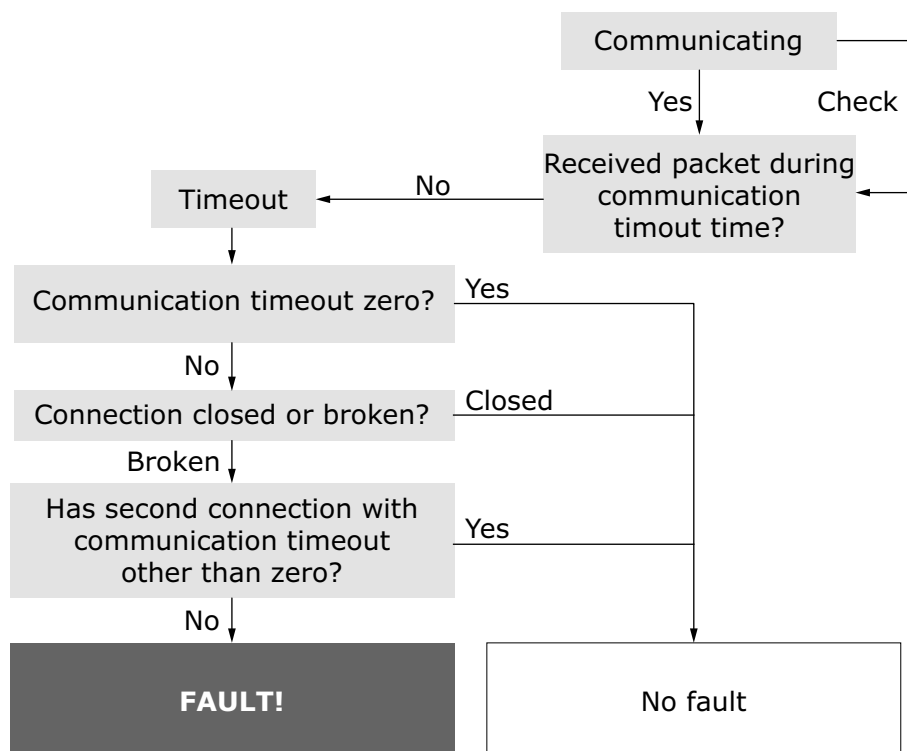 Communicating
Yes
Check
Received packet during
communication
timout time?
No
Timeout
Communication timeout zero?
Yes
No
Connection closed or broken?
Closed
Broken
Has second connection with
communication timeout
other than zero?
Yes
No
FAULT!
No fault